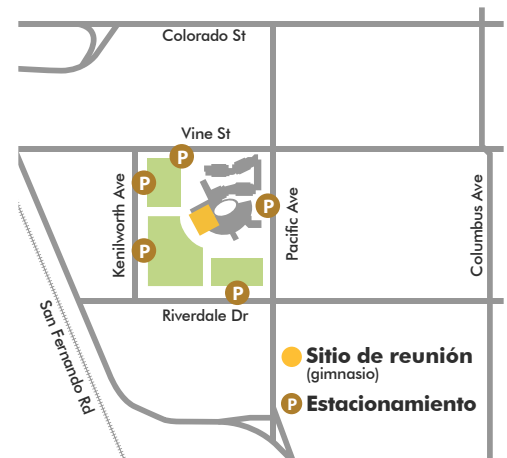 Colorado St
Vine St
P
P
P
P
P
Kenilworth Ave
Pacific Ave
Columbus Ave
Riverdale Dr
San Fernando Rd
Sitio de reunión
(gimnasio)
P Estacionamiento